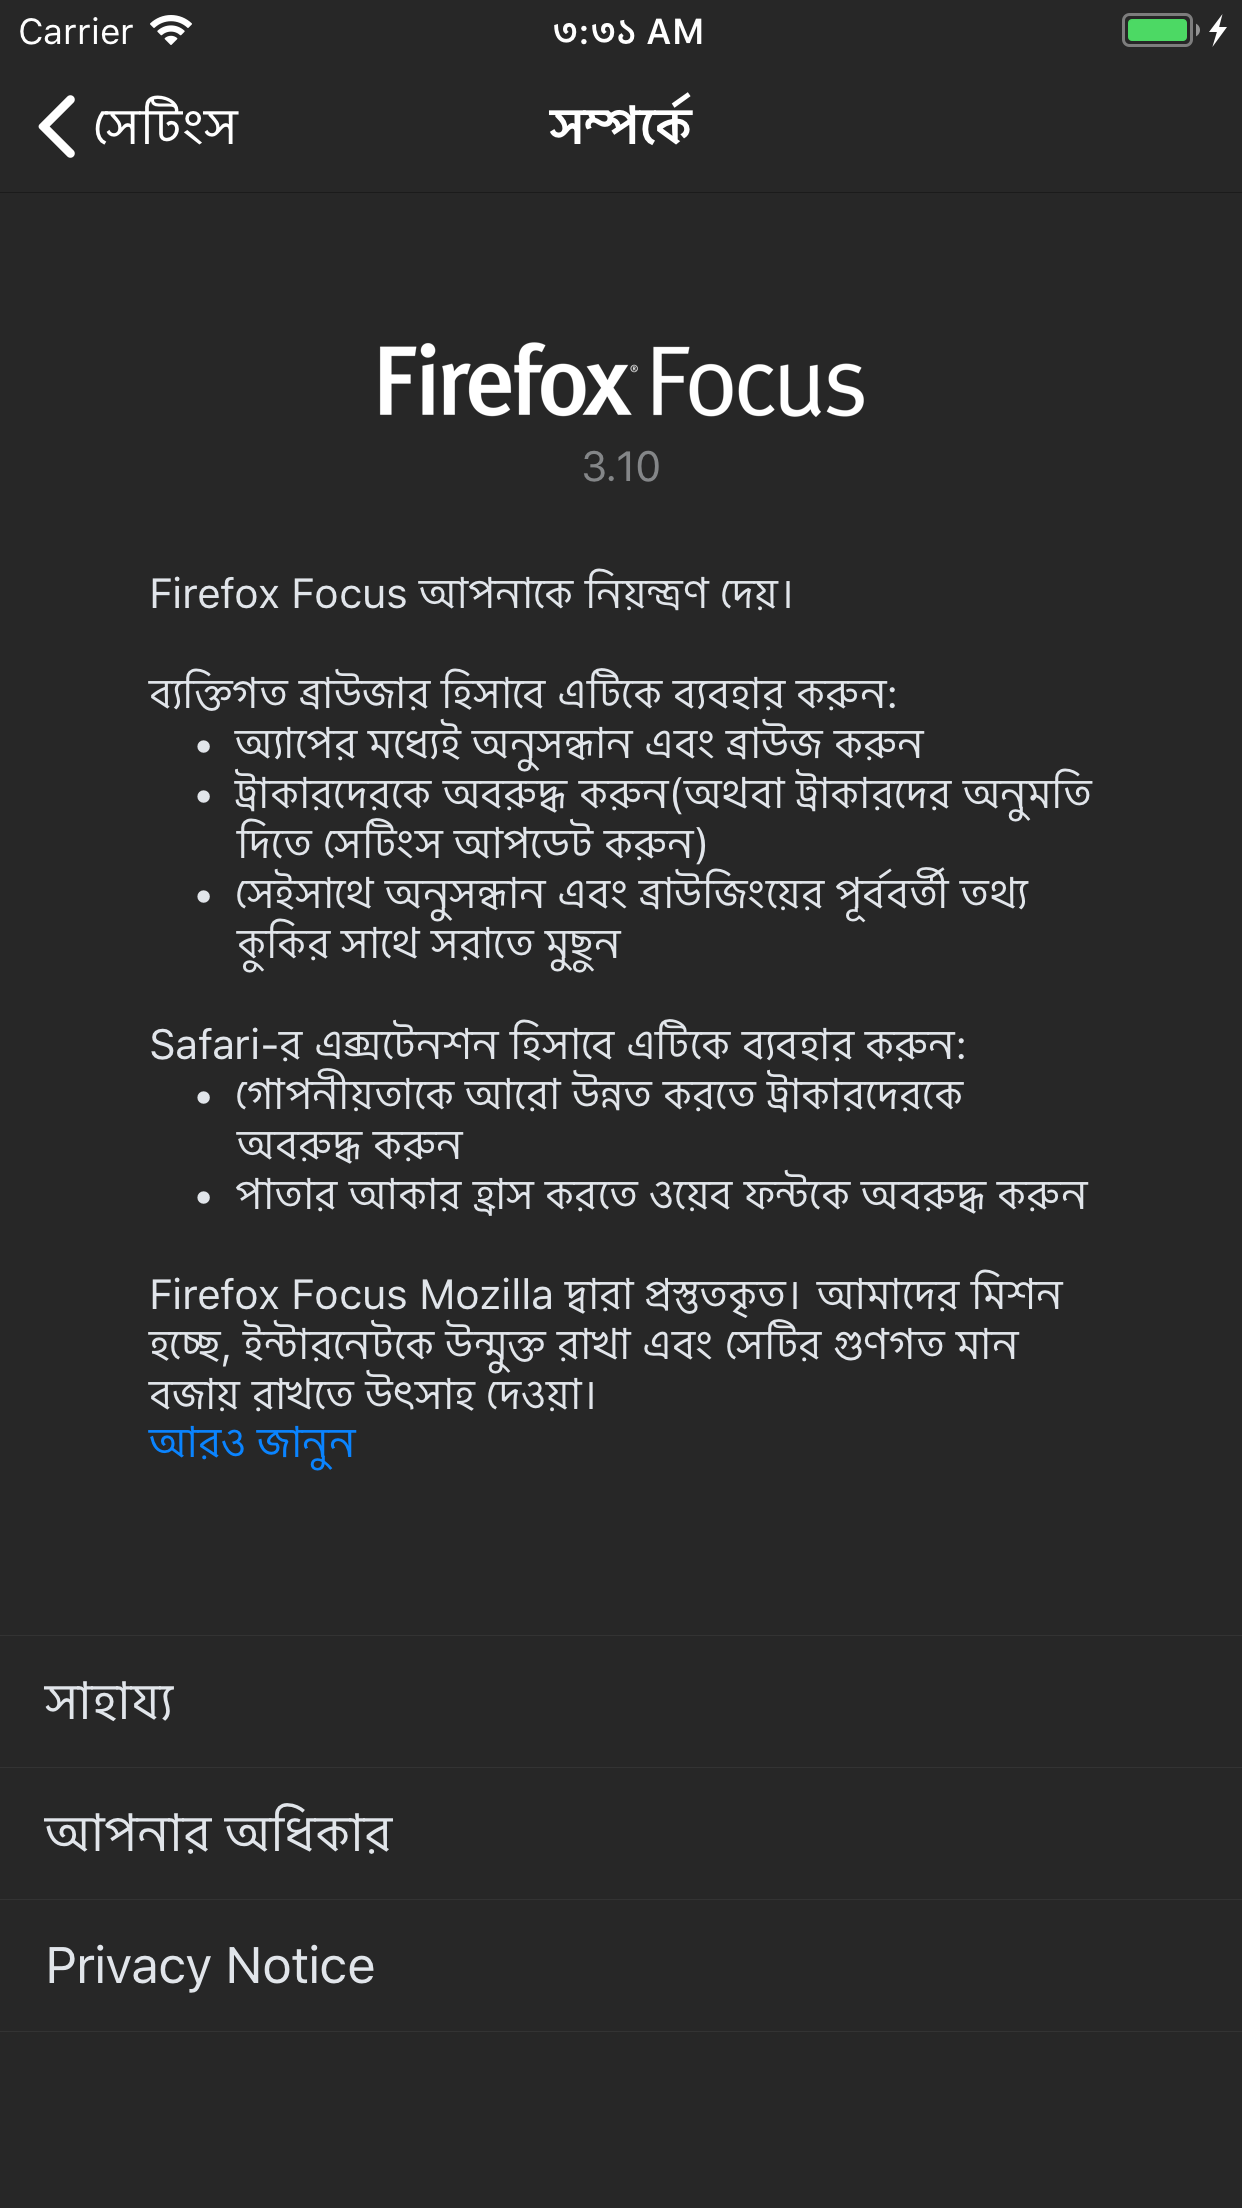 Carrier ৩:৩১ AM
সেটিংস সম্পর্কে
Firefox® Focus
3.10
Firefox Focus আপনাকে নিয়ন্ত্রণ দেয়।
ব্যক্তিগত ব্রাউজার হিসাবে এটিকে ব্যবহার করুন:
• অ্যাপের মধ্যেই অনুসন্ধান এবং ব্রাউজ করুন
• ট্রাকারদেরকে অবরুদ্ধ করুন(অথবা ট্রাকারদের অনুমতি
দিতে সেটিংস আপডেট করুন)
• সেইসাথে অনুসন্ধান এবং ব্রাউজিংয়ের পূর্ববর্তী তথ্য
কুকির সাথে সরাতে মুছুন
Safari-র এক্সটেনশন হিসাবে এটিকে ব্যবহার করুন:
• গোপনীয়তাকে আরো উন্নত করতে ট্রাকারদেরকে
অবরুদ্ধ করুন
• পাতার আকার হ্রাস করতে ওয়েব ফন্টকে অবরুদ্ধ করুন
Firefox Focus Mozilla দ্বারা প্রস্তুতকৃত। আমাদের মিশন
হচ্ছে, ইন্টারনেটকে উন্মুক্ত রাখা এবং সেটির গুণগত মান
বজায় রাখতে উৎসাহ দেওয়া।
আরও জানুন
সাহায্য
আপনার অধিকার
Privacy Notice